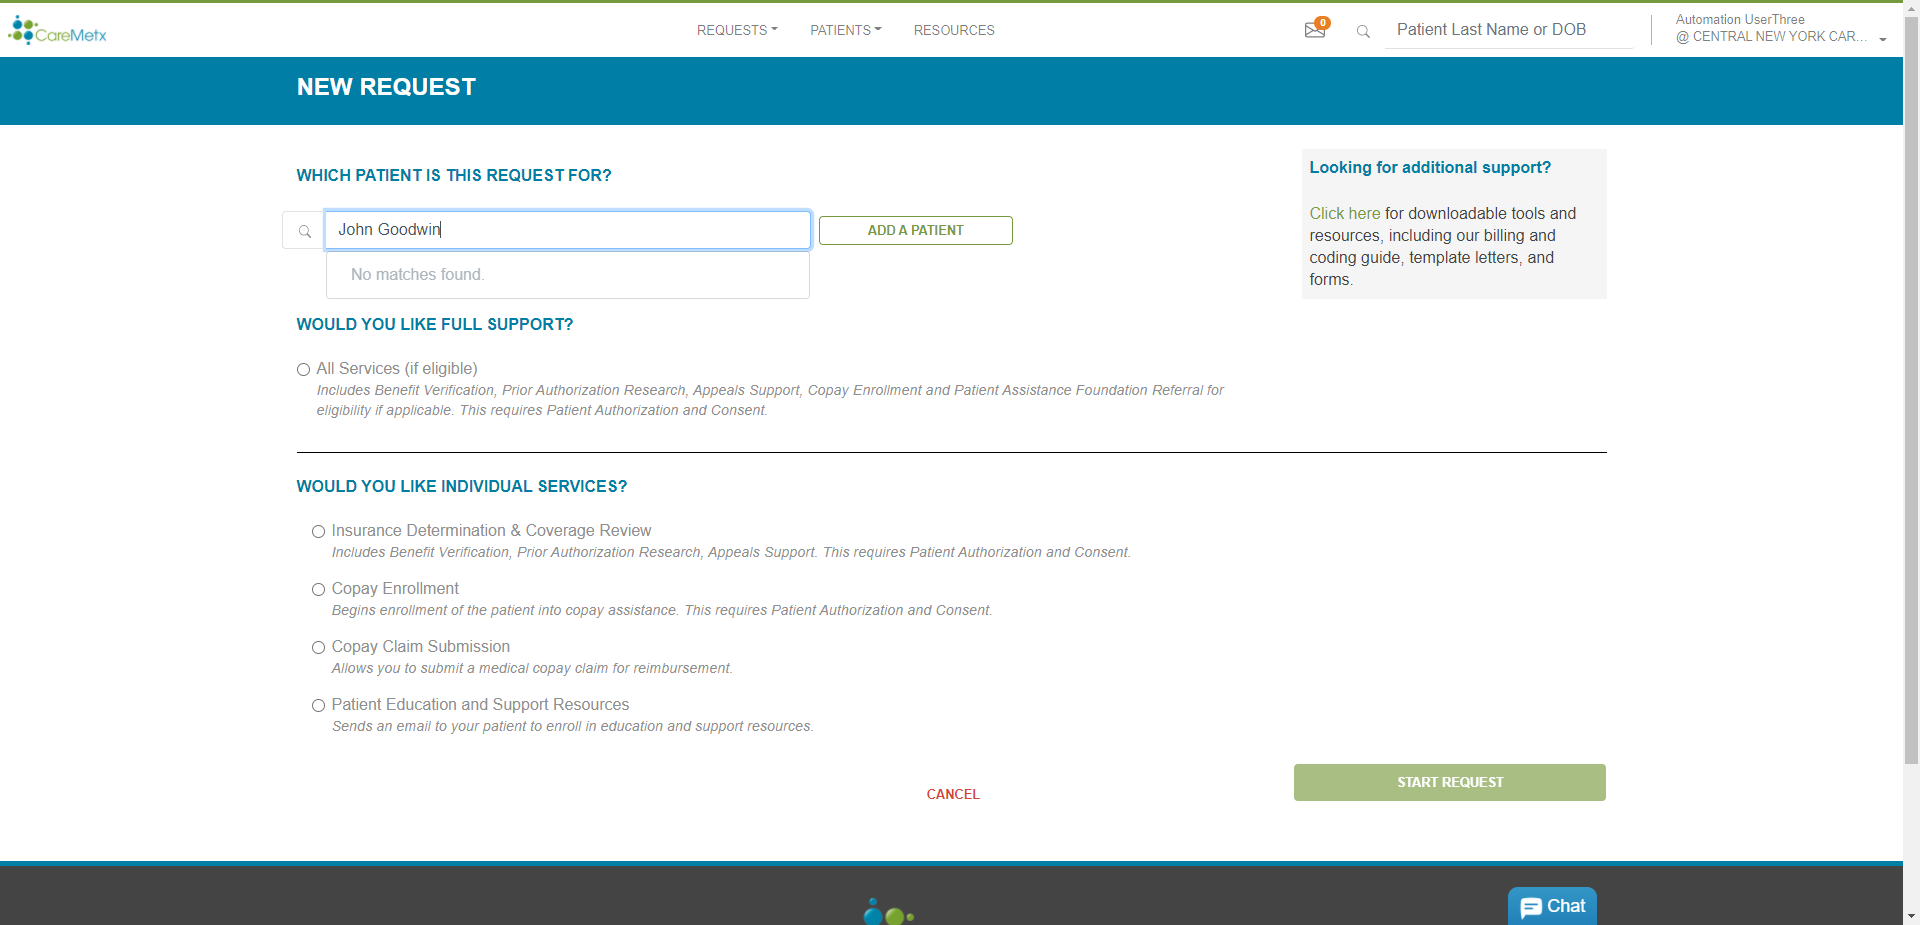 CareMetx
REQUESTS
PATIENTS
RESOURCES
0
Patient Last Name or DOB
Automation UserThree
@ CENTRAL NEW YORK CAR...
NEW REQUEST
WHICH PATIENT IS THIS REQUEST FOR?
John Goodwin
ADD A PATIENT
No matches found.
Looking for additional support?
Click here for downloadable tools and
resources, including our billing and
coding guide, template letters, and
forms.
WOULD YOU LIKE FULL SUPPORT?
All Services (if eligible)
Includes Benefit Verification, Prior Authorization Research, Appeals Support, Copay Enrollment and Patient Assistance Foundation Referral for
eligibility if applicable. This requires Patient Authorization and Consent.
WOULD YOU LIKE INDIVIDUAL SERVICES?
Insurance Determination & Coverage Review
Includes Benefit Verification, Prior Authorization Research, Appeals Support. This requires Patient Authorization and Consent.
Copay Enrollment
Begins enrollment of the patient into copay assistance. This requires Patient Authorization and Consent.
Copay Claim Submission
Allows you to submit a medical copay claim for reimbursement.
Patient Education and Support Resources
Sends an email to your patient to enroll in education and support resources.
CANCEL
START REQUEST
Chat